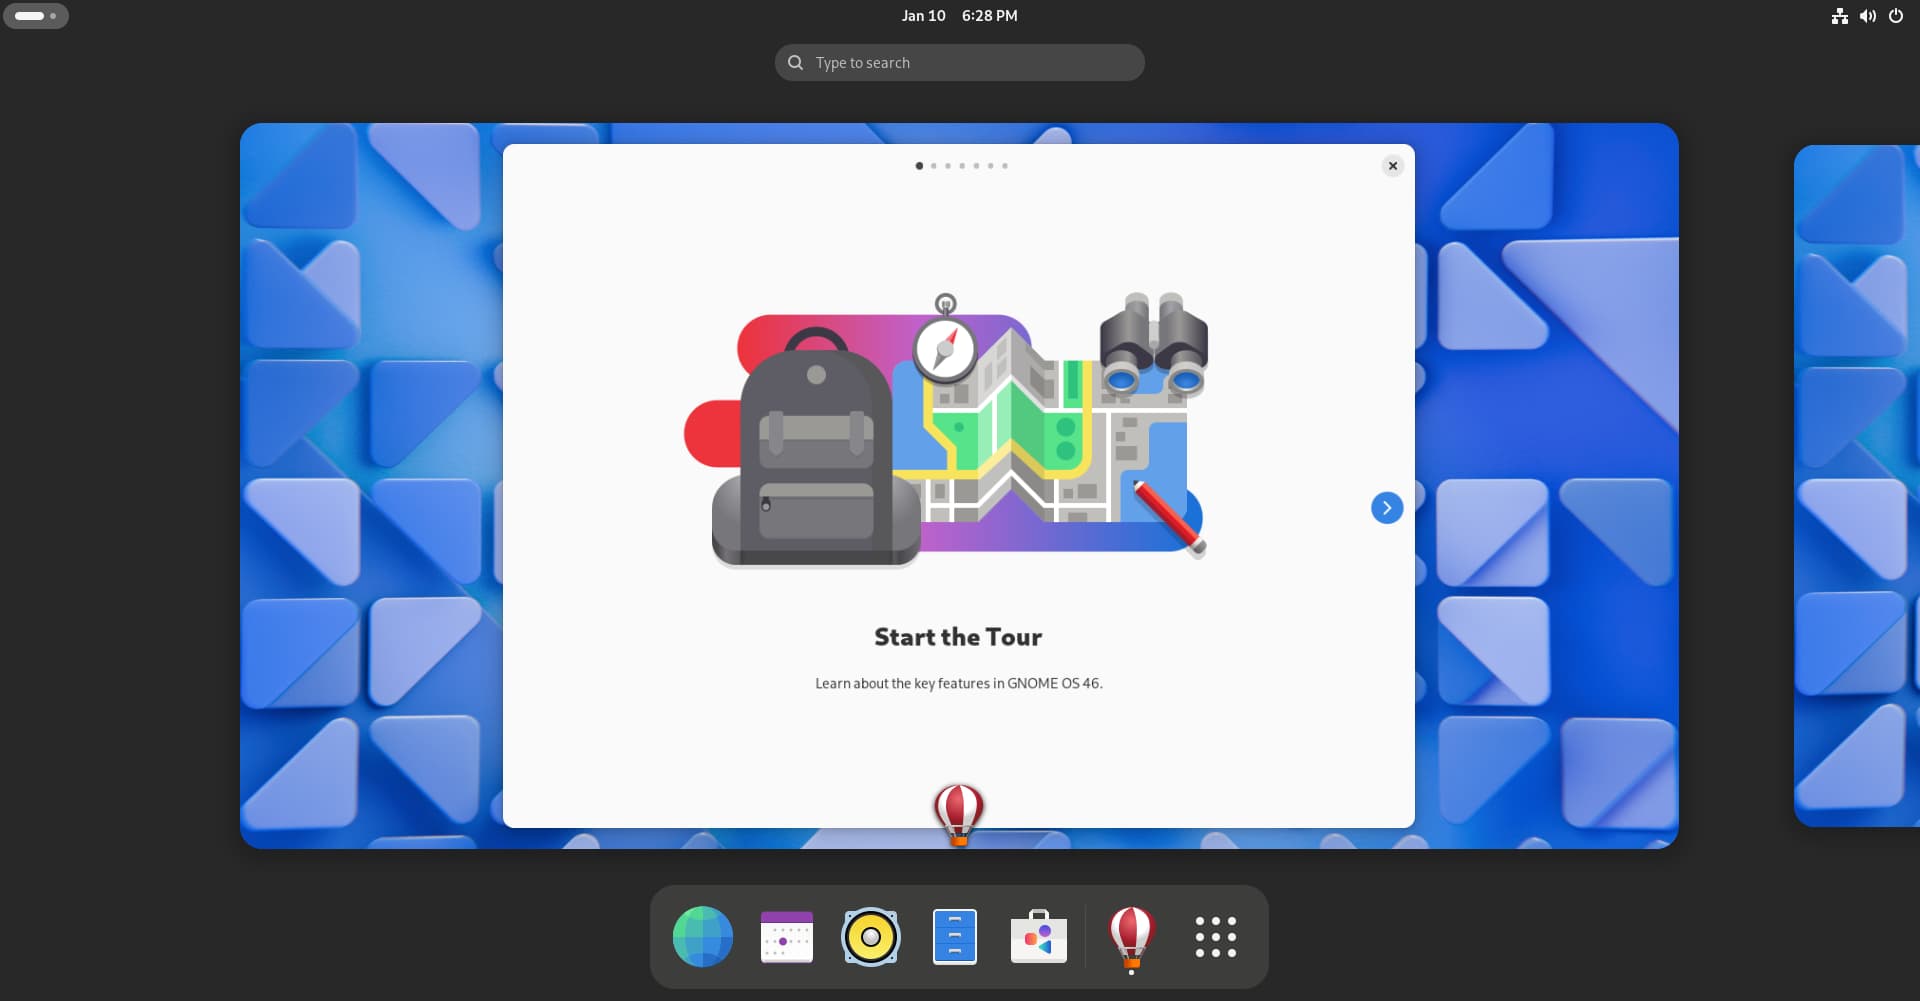 Jan 10 6:28 PM
Type to search
Start the Tour
Learn about the key features in GNOME OS 46.